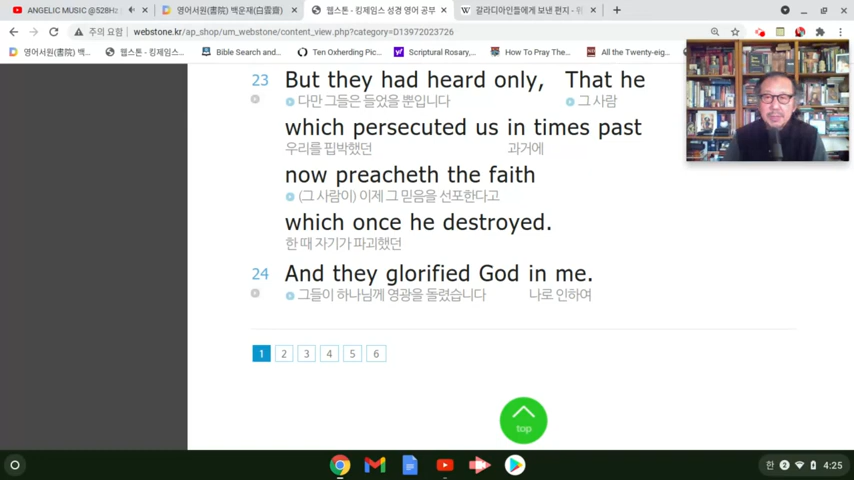 ANGELIC MUSIC @528Hz
영어서원(書院) 백운재(白雲齋)
웹스톤 - 킹제임스 성경 영어 공부
갈라디아인들에게 보낸 편지 - 위
주의 요함
webstone.kr/ap_shop/um_webstone/content_view.php?category=D13972023726
영어서원(書院) 백...
웹스톤 - 킹제임스...
Bible Search and...
Ten Oxherding Pic...
Scriptural Rosary,...
How To Pray The...
All the Twenty-eig...
23 But they had heard only, That he
다만 그들은 들었을 뿐입니다 그 사람
which persecuted us in times past
우리를 핍박했던 과거에
now preacheth the faith
(그 사람이) 이제 그 믿음을 선포한다고
which once he destroyed.
한 때 자기가 파괴했던
24 And they glorified God in me.
그들이 하나님께 영광을 돌렸습니다 나로 인하여
1 2 3 4 5 6
top
한 2 4:25